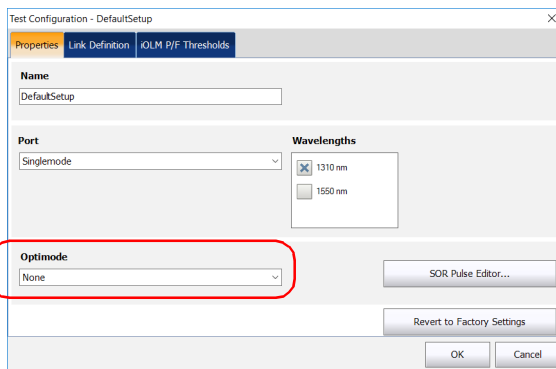 Test Configuration - DefaultSetup
Properties Link Definition iOLM P/F Thresholds
Name
DefaultSetup
Port
Wavelengths
Singlemode
1310 nm
1550 nm
Optimode
None
SOR Pulse Editor...
Revert to Factory Settings
OK Cancel